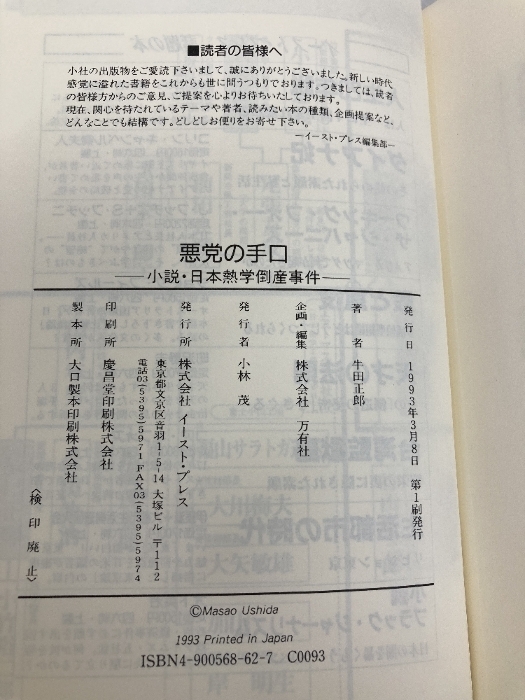 ■読者の皆様へ
小社の出版物をご愛読下さいまして、誠にありがとうございました。新しい時代
感覚に溢れた書籍をこれからも世に問うつもりでおります。つきましては、読者
の皆様方からのご意見、ご提案を心よりお待ちいたしております。
現在、関心を持たれているテーマや著者、読みたい本の種類、企画提案など、
どんなことでも結構です。どしどしお便りをお寄せ下さい。
―イースト・プレス編集部―
悪党の手口
―小説・日本熱学倒産事件―
発行日 1993年3月8日 第1刷発行
著者 牛田正郎
企画・編集 株式会社 万有社
発行者 小林 茂
発行所 株式会社 イースト・プレス
東京都文京区音羽1-5-14 大塚ビル 〒112
電話03(5395)5971 FAX03(5395)5974
印刷所 慶昌堂印刷株式会社
製本所 大口製本印刷株式会社
〈検印廃止〉
©Masao Ushida
1993 Printed in Japan
ISBN4-900568-62-7 C0093